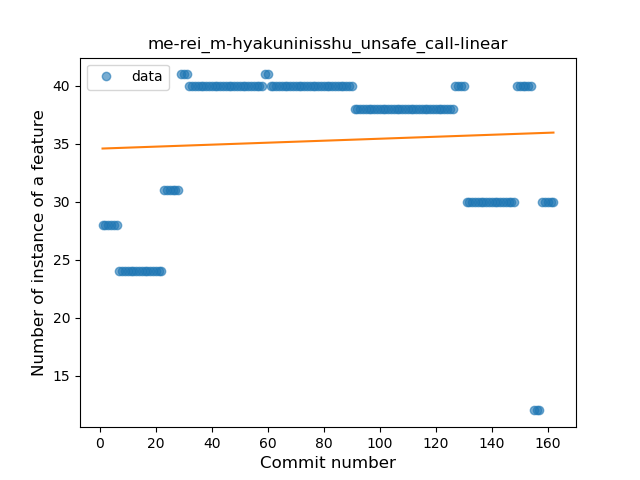 me-rei_m-hyakuninisshu_unsafe_call-linear
data
40
35
30
25
20
15
Number of instance of a feature
0 20 40 60 80 100 120 140 160
Commit number